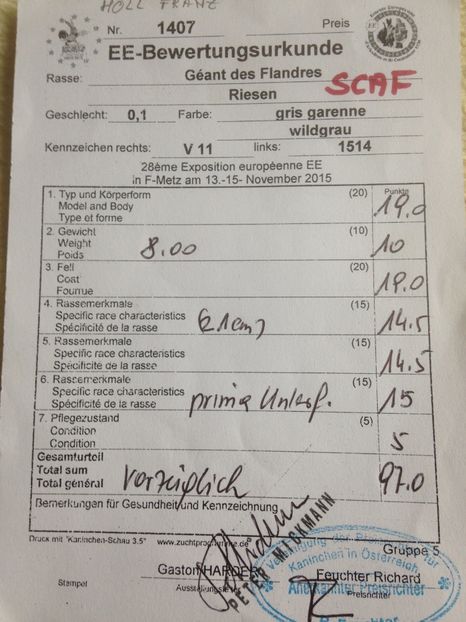 HOLL FRANZ
Nr. 1407 Preis
EE-Bewertungsurkunde
Rasse: Géant des Flandres
Riesen SCAF
Geschlecht: 0,1 Farbe: gris garenne
wildgrau
Kennzeichen rechts: V 11 links: 1514
28ème Exposition européenne EE
in F-Metz am 13.-15- November 2015
1. Typ und Körperform (20) Punkte
Model and Body 19.0
Type et forme
2. Gewicht (10)
Weight 8.00 10
Poids
3. Fell (20)
Coat 19.0
Fourrue
4. Rassemerkmale (15)
Specific race characteristics (21cm) 14.5
Spécificité de la rasse
5. Rassemerkmale (15)
Specific race characteristics 14.5
Spécificité de la rasse
6. Rassemerkmale (15)
Specific race characteristics prima Unterf. 15
Spécificité de la rasse
7. Pflegezustand (5)
Condition 5
Condition
Gesamturteil
Total sum 97.0
Total général vorzüglich
Bemerkungen für Gesundheit und Kennzeichnung
PETER MICKMANN
Druck mit "Kaninchen-Schau 3.5" Gruppe 5
Kaninchen in Österreich
Gaston Feuchter Richard
Anerkannter Preisrichter
Stempel Preisrichter